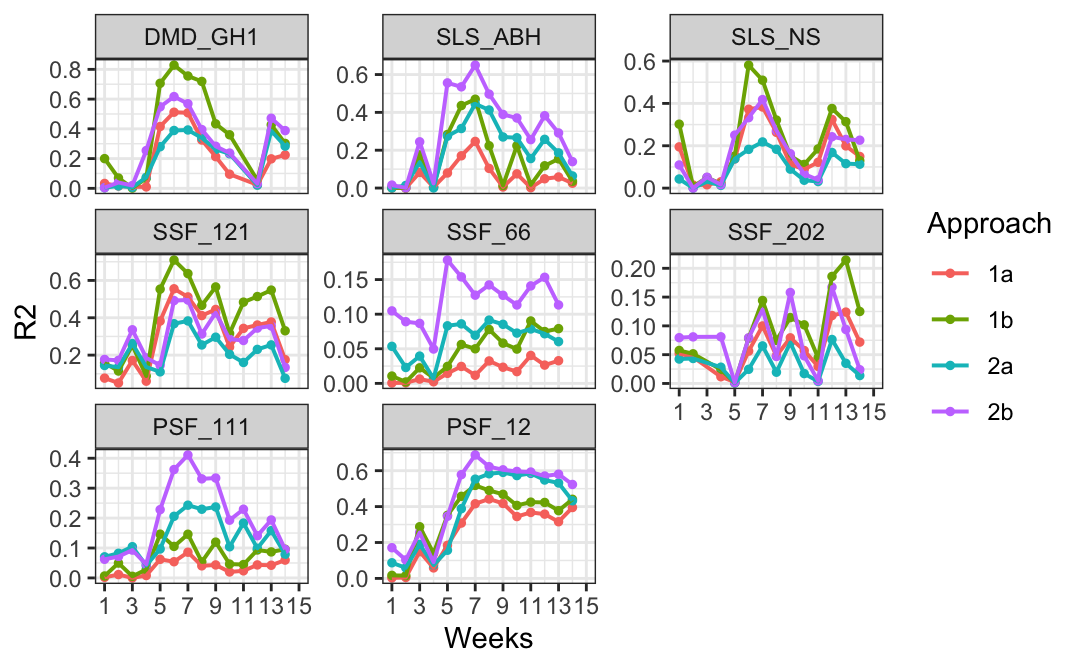 DMD_GH1 SLS_ABH SLS_NS
0.8
0.6
0.4
0.2
0.0
0.6
0.4
0.2
0.0
0.6
0.4
0.2
0.0
SSF_121 SSF_66 SSF_202
0.6
0.4
0.2
0.15
0.10
0.05
0.00
0.20
0.15
0.10
0.05
0.00
1 3 5 7 9 11 13 15
PSF_111 PSF_12
0.4
0.3
0.2
0.1
0.0
0.6
0.4
0.2
0.0
1 3 5 7 9 11 13 15
1 3 5 7 9 11 13 15
R2
Weeks
Approach
1a
1b
2a
2b